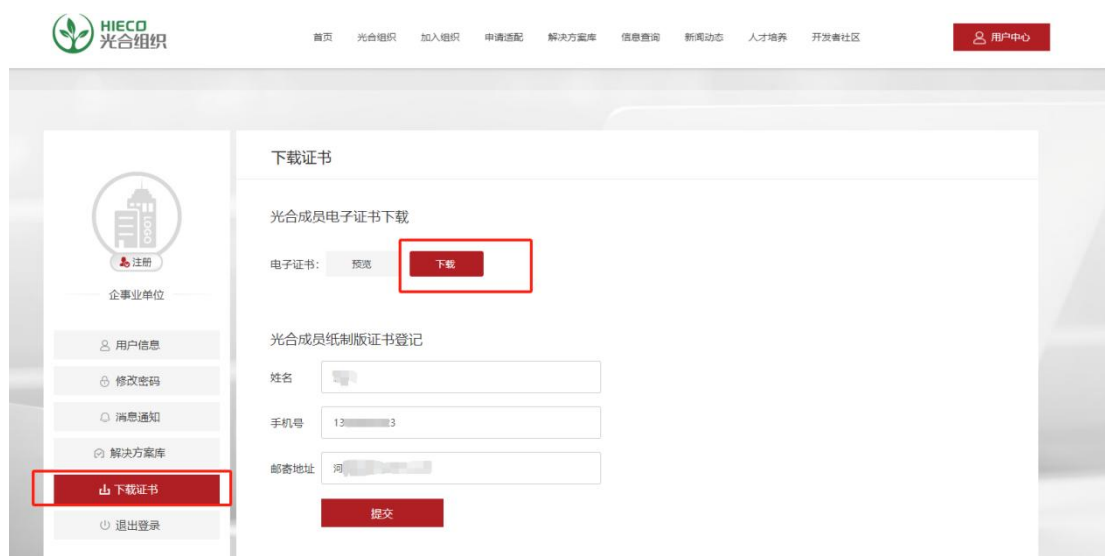 HIECO
光合组织
首页 光合组织 加入组织 申请适配 解决方案库 信息查询 新闻动态 人才培养 开发者社区
用户中心
下载证书
光合成员电子证书下载
LOGO
注册
电子证书： 预览 下载
企事业单位
光合成员纸制版证书登记
用户信息
姓名
修改密码
消息通知
手机号 13 3
解决方案库
邮寄地址 河
下载证书
提交
退出登录